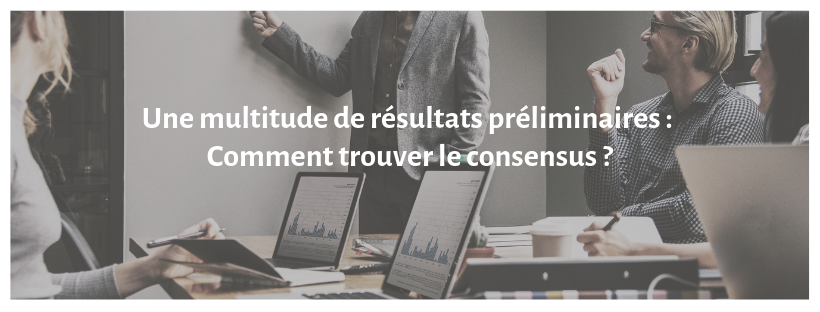 Une multitude de résultats préliminaires :
Comment trouver le consensus ?